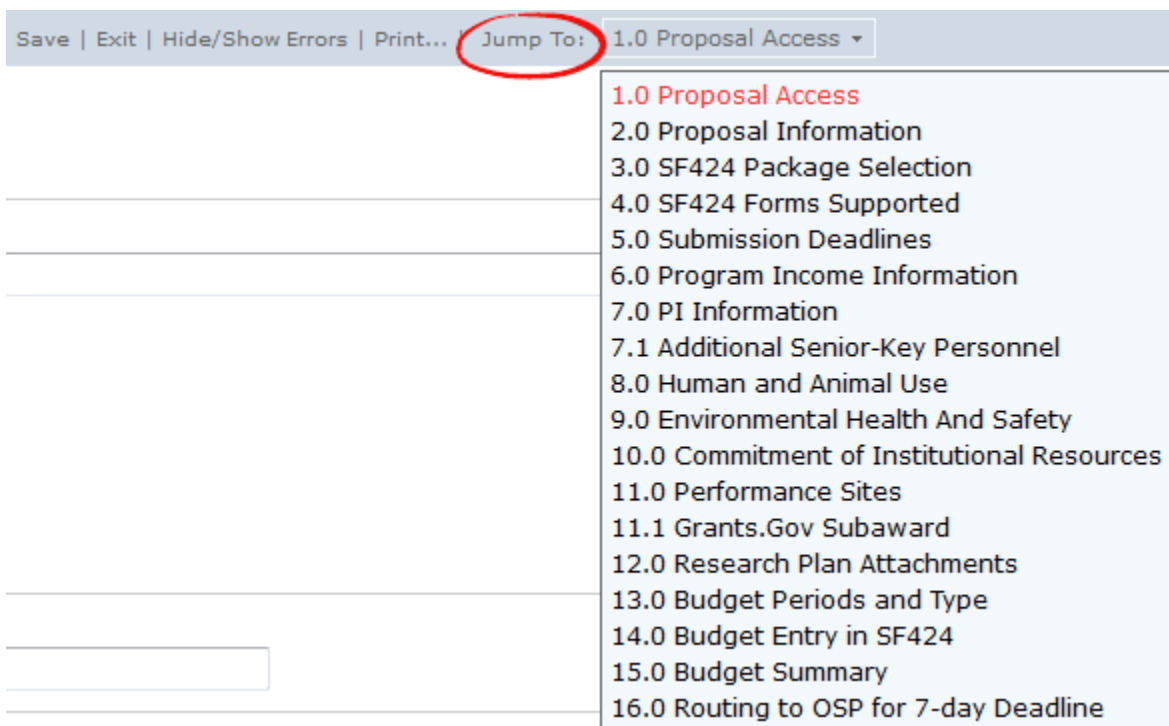 Save | Exit | Hide/Show Errors | Print... | Jump To: 1.0 Proposal Access
1.0 Proposal Access
2.0 Proposal Information
3.0 SF424 Package Selection
4.0 SF424 Forms Supported
5.0 Submission Deadlines
6.0 Program Income Information
7.0 PI Information
7.1 Additional Senior-Key Personnel
8.0 Human and Animal Use
9.0 Environmental Health And Safety
10.0 Commitment of Institutional Resources
11.0 Performance Sites
11.1 Grants.Gov Subaward
12.0 Research Plan Attachments
13.0 Budget Periods and Type
14.0 Budget Entry in SF424
15.0 Budget Summary
16.0 Routing to OSP for 7-day Deadline